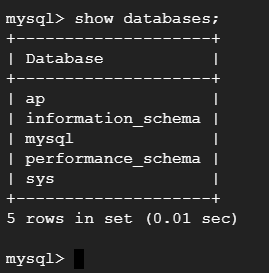 mysql> show databases;
+--------------------+
| Database           |
+--------------------+
| ap                 |
| information_schema |
| mysql              |
| performance_schema |
| sys                |
+--------------------+
5 rows in set (0.01 sec)
mysql>